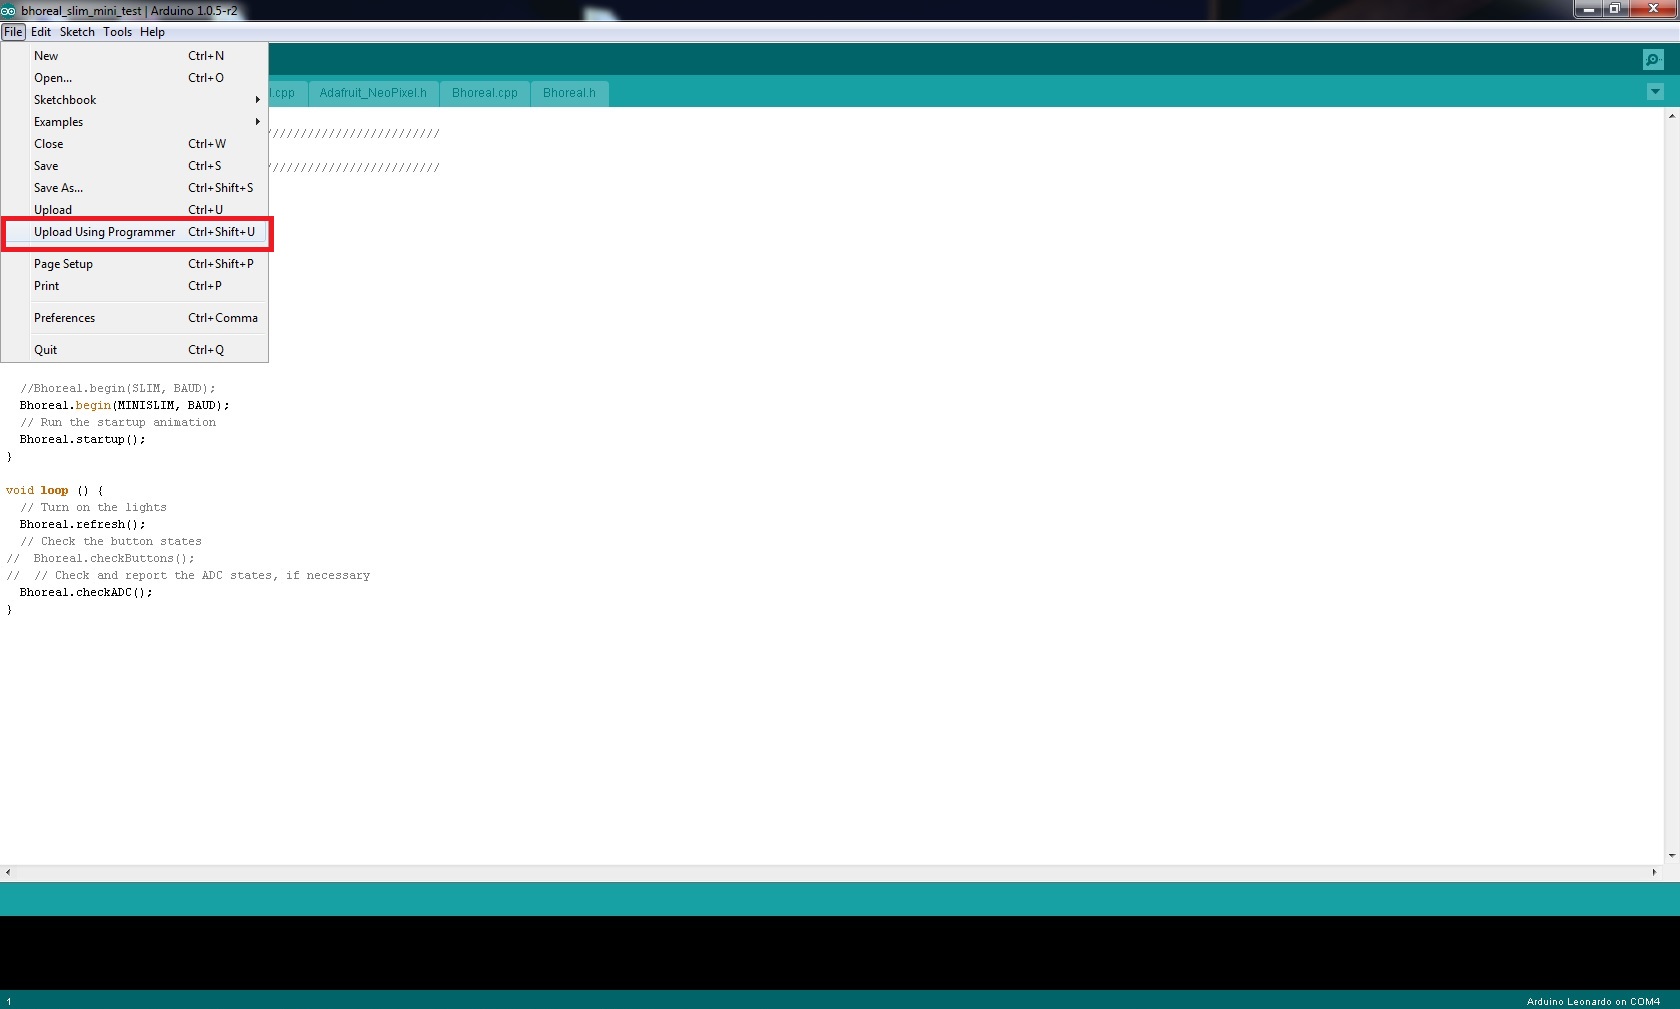 bhoreal_slim_mini_test | Arduino 1.0.5-r2
File Edit Sketch Tools Help
New Ctrl+N
Open... Ctrl+O
Sketchbook
Examples
Close Ctrl+W
Save Ctrl+S
Save As... Ctrl+Shift+S
Upload Ctrl+U
Upload Using Programmer Ctrl+Shift+U
Page Setup Ctrl+Shift+P
Print Ctrl+P
Preferences Ctrl+Comma
Quit Ctrl+Q
l.cpp Adafruit_NeoPixel.h Bhoreal.cpp Bhoreal.h
/////////////////////////
/////////////////////////
//Bhoreal.begin(SLIM, BAUD);
Bhoreal.begin(MINISLIM, BAUD);
// Run the startup animation
Bhoreal.startup();
}
void loop () {
// Turn on the lights
Bhoreal.refresh();
// Check the button states
//  Bhoreal.checkButtons();
//  // Check and report the ADC states, if necessary
Bhoreal.checkADC();
}
1
Arduino Leonardo on COM4